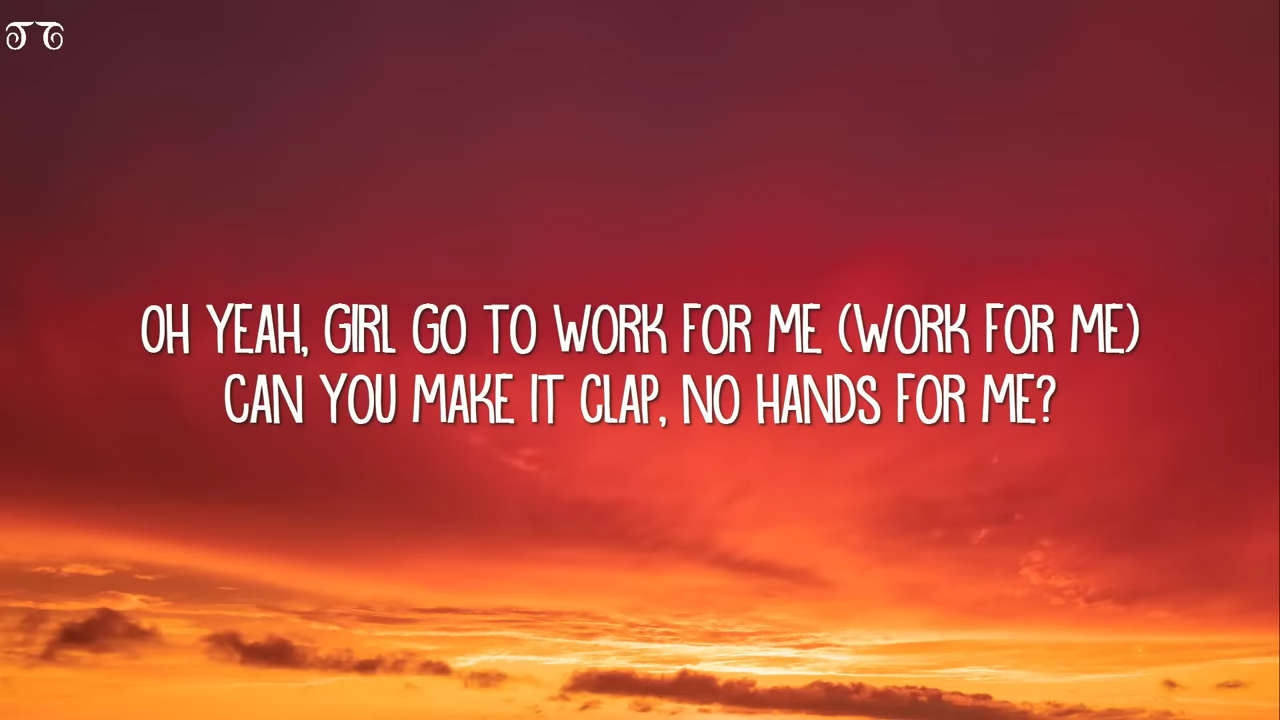 OH YEAH, GIRL GO TO WORK FOR ME (WORK FOR ME)
CAN YOU MAKE IT CLAP, NO HANDS FOR ME?